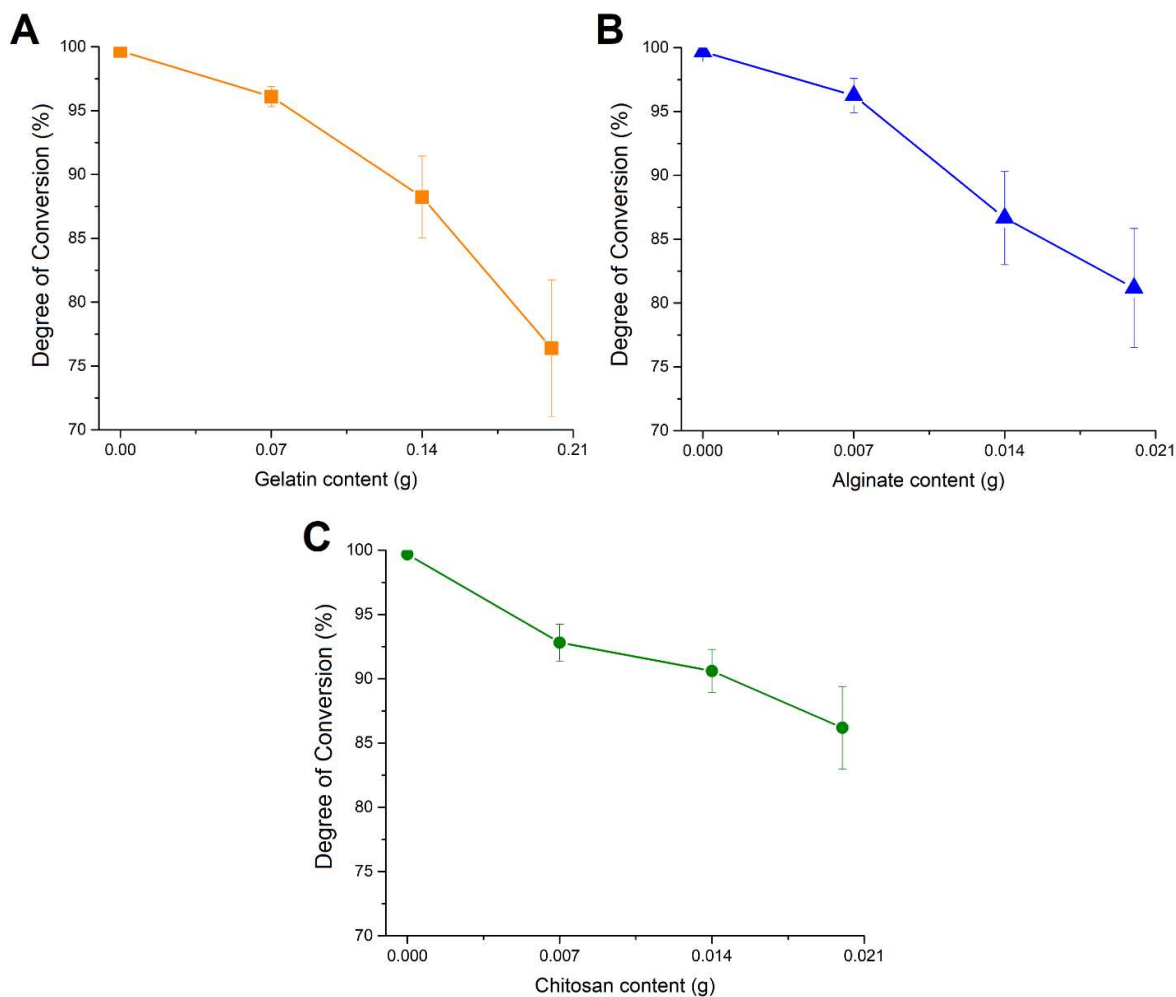 A
100
95
90
85
80
75
70
Degree of Conversion (%)
0.00 0.07 0.14 0.21
Gelatin content (g)
B
100
95
90
85
80
75
70
Degree of Conversion (%)
0.000 0.007 0.014 0.021
Alginate content (g)
C
100
95
90
85
80
75
70
Degree of Conversion (%)
0.000 0.007 0.014 0.021
Chitosan content (g)